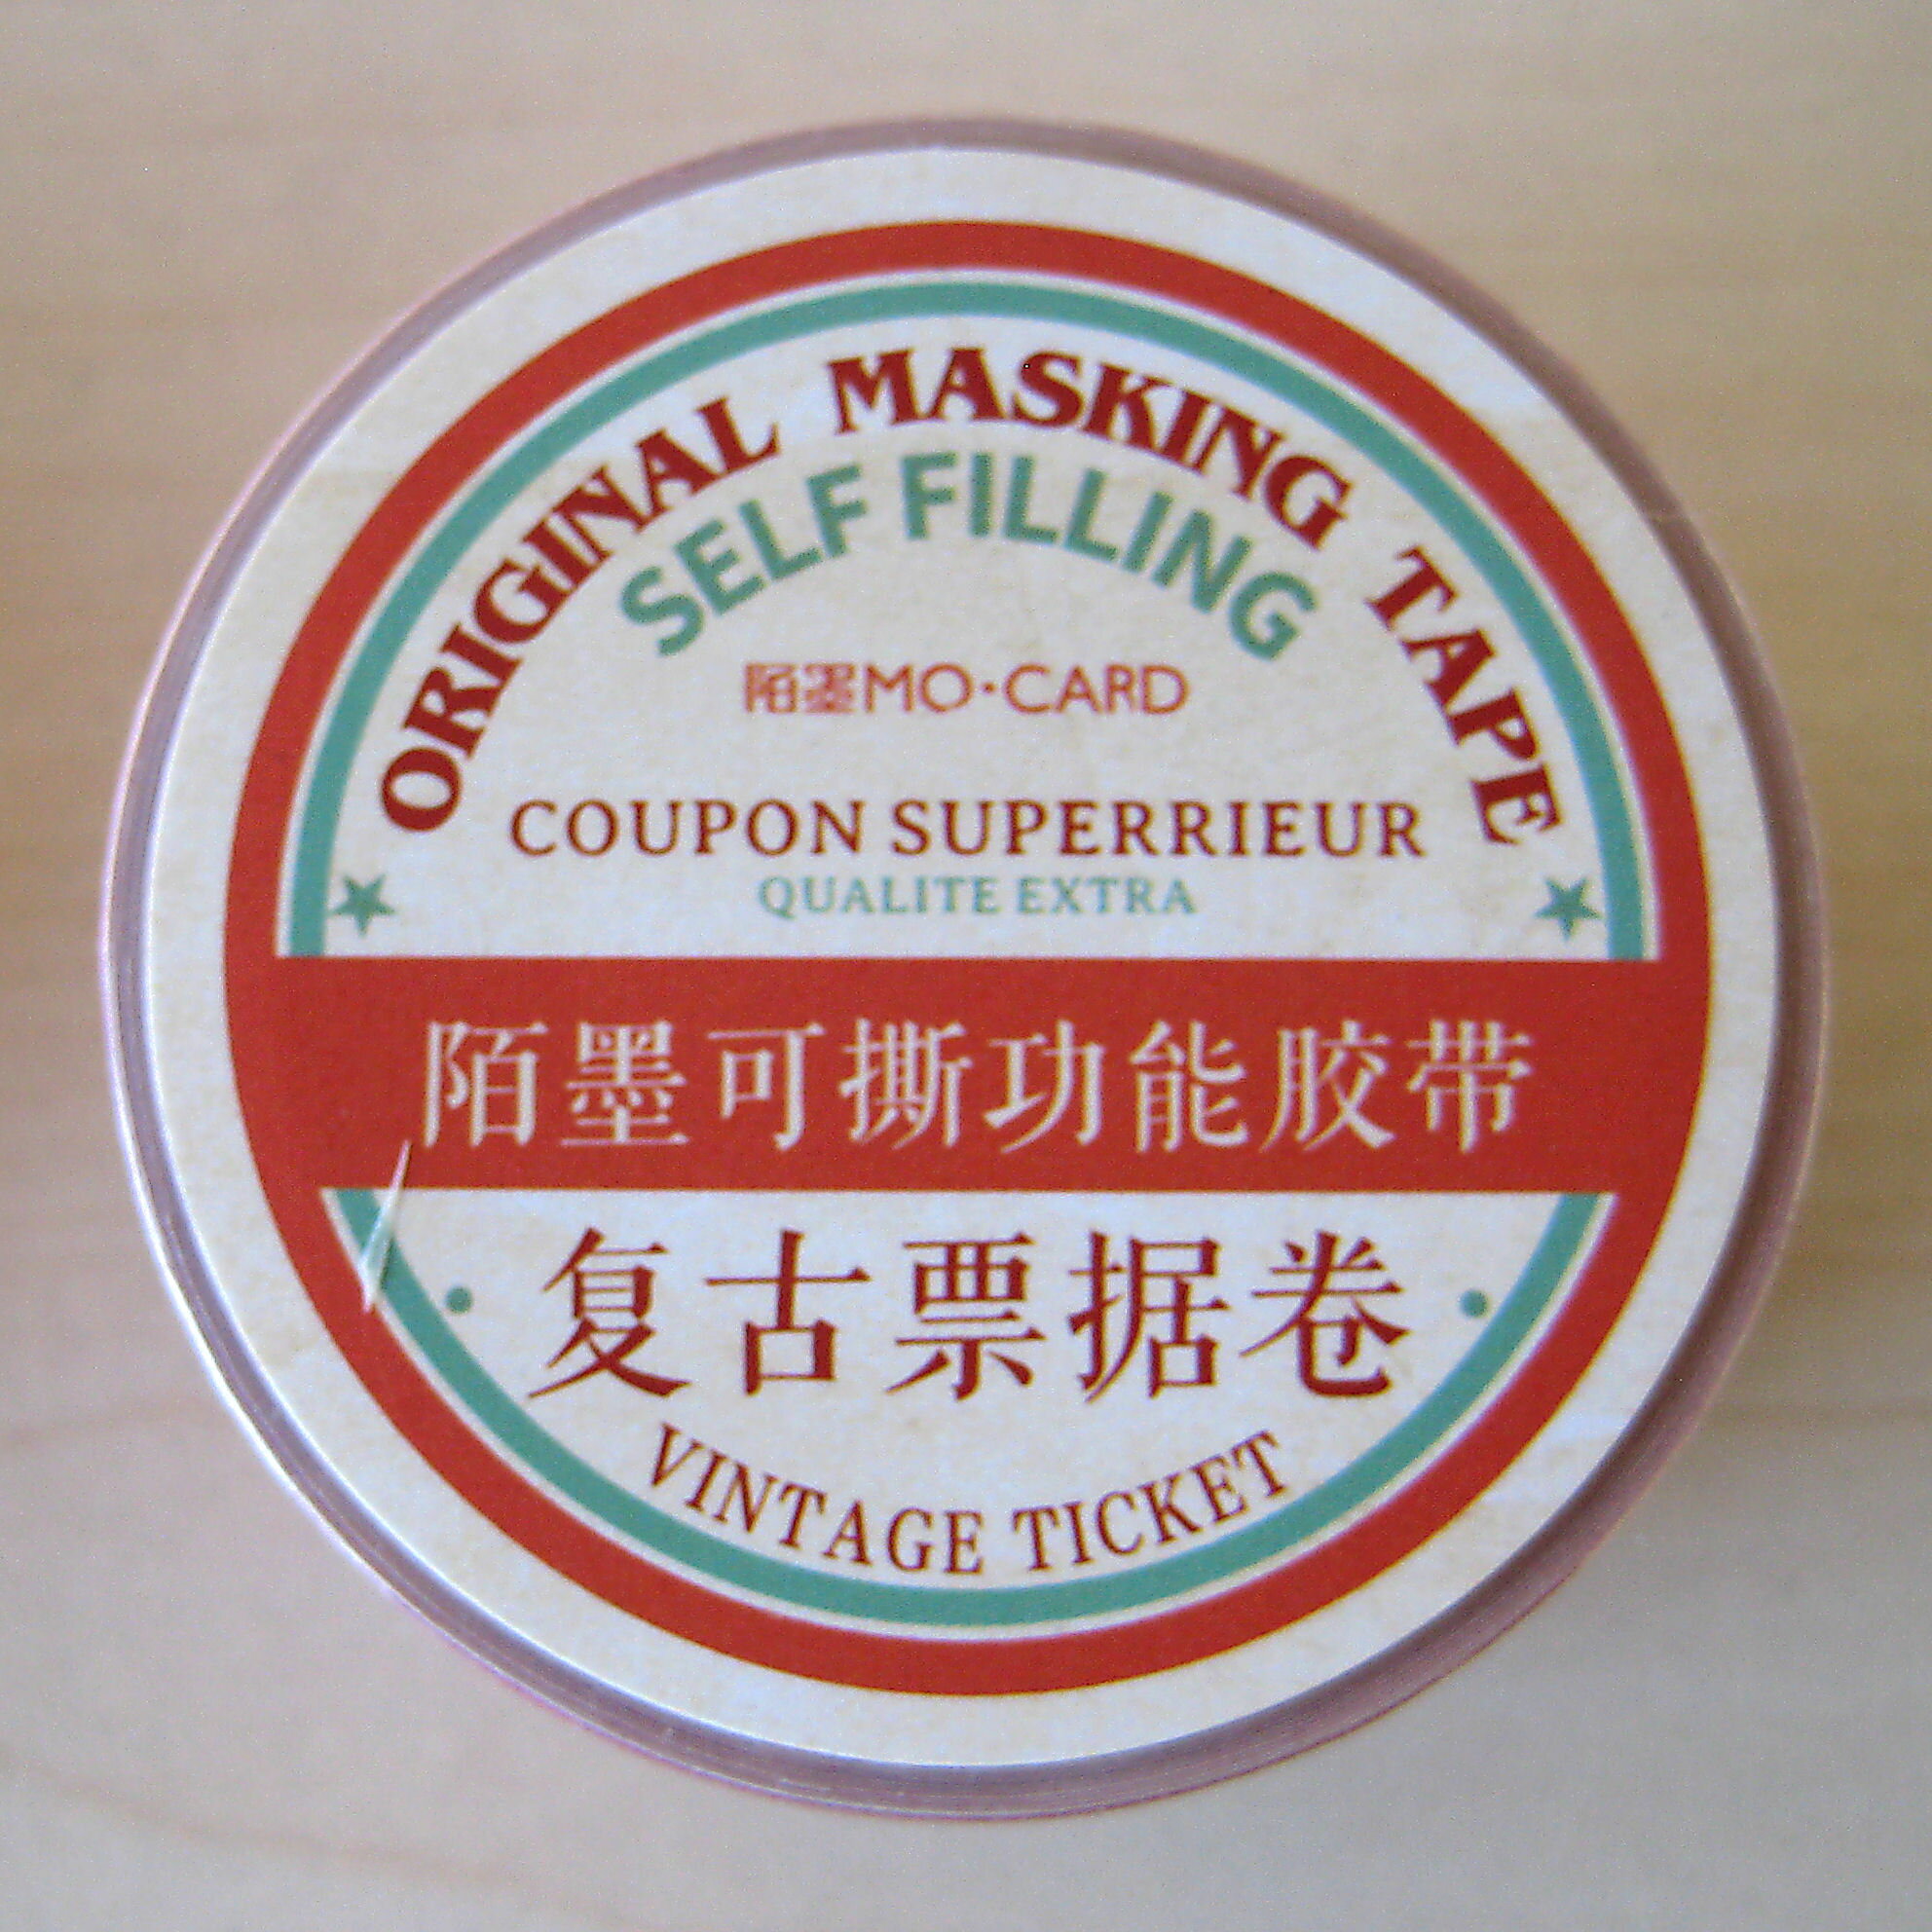 ORIGINAL MASKING TAPE
SELF FILLING
陌墨MO·CARD
COUPON SUPERRIEUR
QUALITE EXTRA
陌墨可撕功能胶带
复古票据卷
VINTAGE TICKET